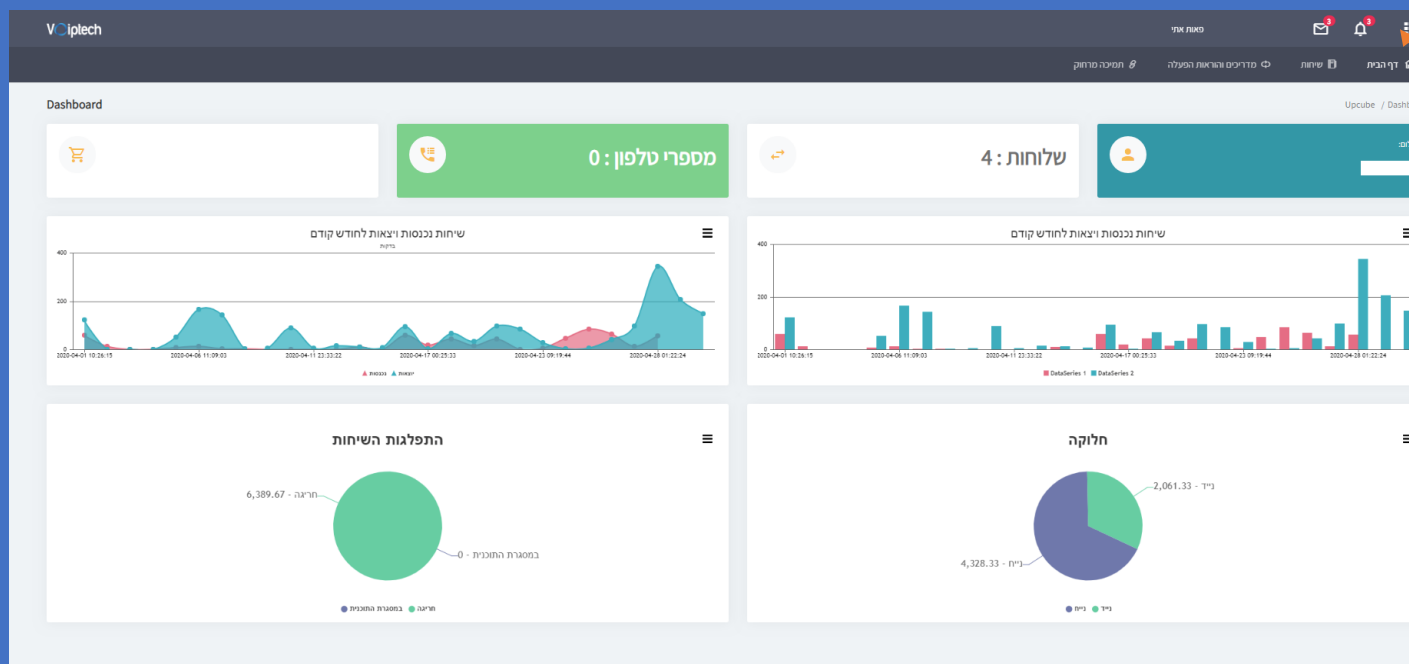 Voiptech
פאות אתי
3
3
דף הבית
שיחות
מדריכים והוראות הפעלה
תמיכה מרחוק
Dashboard
Upcube / Dashb
שלוחות : 4
מספרי טלפון : 0
שיחות נכנסות ויצאות לחודש קודם
400
200
0
2020-04-01 10:26:15
2020-04-06 11:09:03
2020-04-11 23:33:22
2020-04-17 00:25:33
2020-04-23 09:19:44
2020-04-28 01:22:24
DataSeries 1
DataSeries 2
שיחות נכנסות ויצאות לחודש קודם
בדקות
400
200
0
2020-04-01 10:26:15
2020-04-06 11:09:03
2020-04-11 23:33:22
2020-04-17 00:25:33
2020-04-23 09:19:44
2020-04-28 01:22:24
יוצאות
נכנסות
חלוקה
נייד - 2,061.33
נייח - 4,328.33
נייד
נייח
התפלגות השיחות
חריגה - 6,389.67
במסגרת התוכנית - 0
חריגה
במסגרת התוכנית